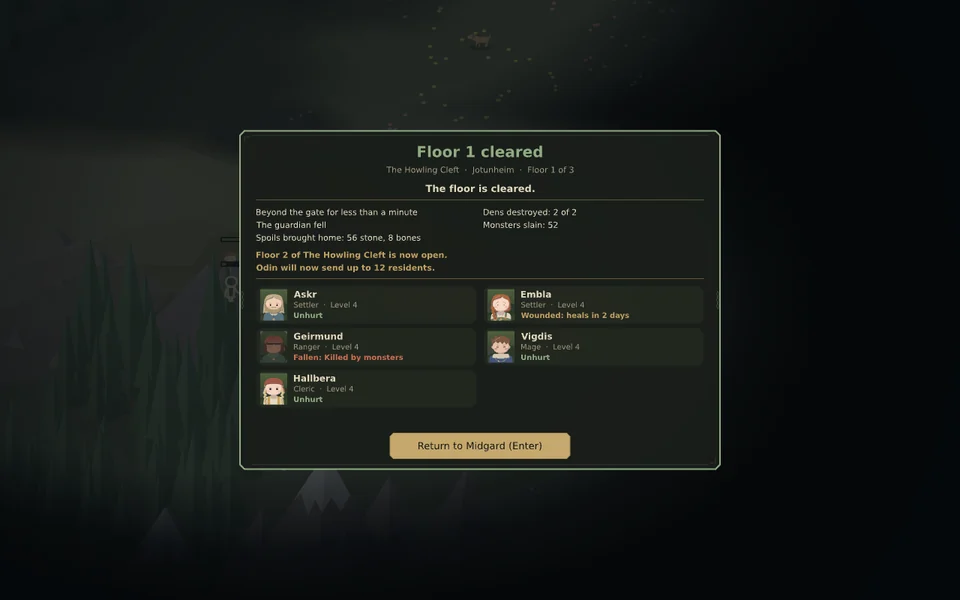 Floor 1 cleared
The Howling Cleft · Jotunheim · Floor 1 of 3
The floor is cleared.
Beyond the gate for less than a minute
Dens destroyed: 2 of 2
The guardian fell
Monsters slain: 52
Spoils brought home: 56 stone, 8 bones
Floor 2 of The Howling Cleft is now open.
Odin will now send up to 12 residents.
Askr
Settler · Level 4
Unhurt
Embla
Settler · Level 4
Wounded: heals in 2 days
Geirmund
Ranger · Level 4
Fallen: Killed by monsters
Vigdis
Mage · Level 4
Unhurt
Hallbera
Cleric · Level 4
Unhurt
Return to Midgard (Enter)